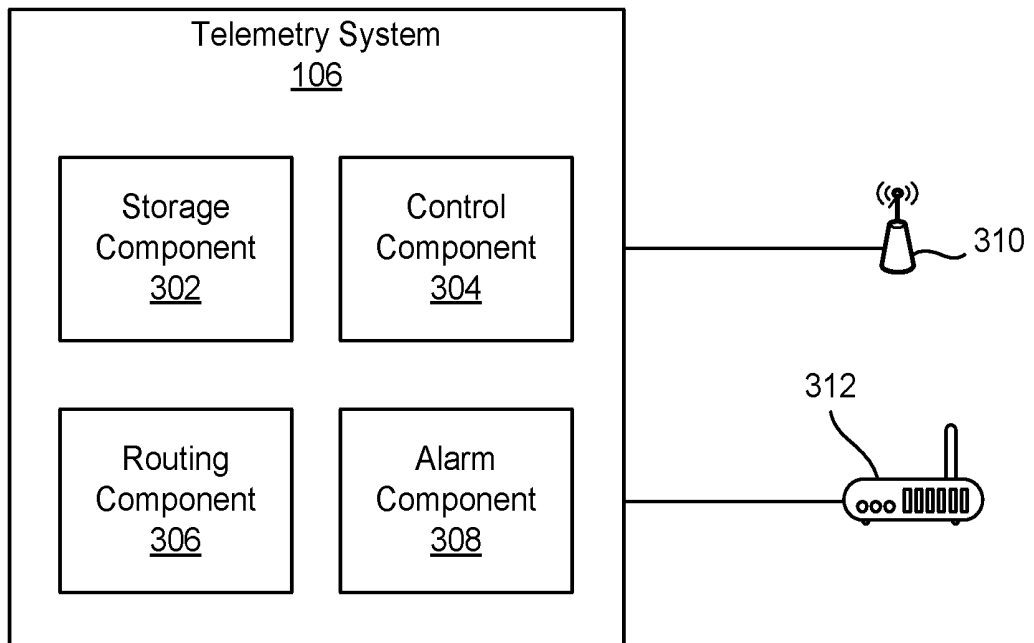 Telemetry System
106
Storage
Component
302
Control
Component
304
310
312
Routing
Component
306
Alarm
Component
308